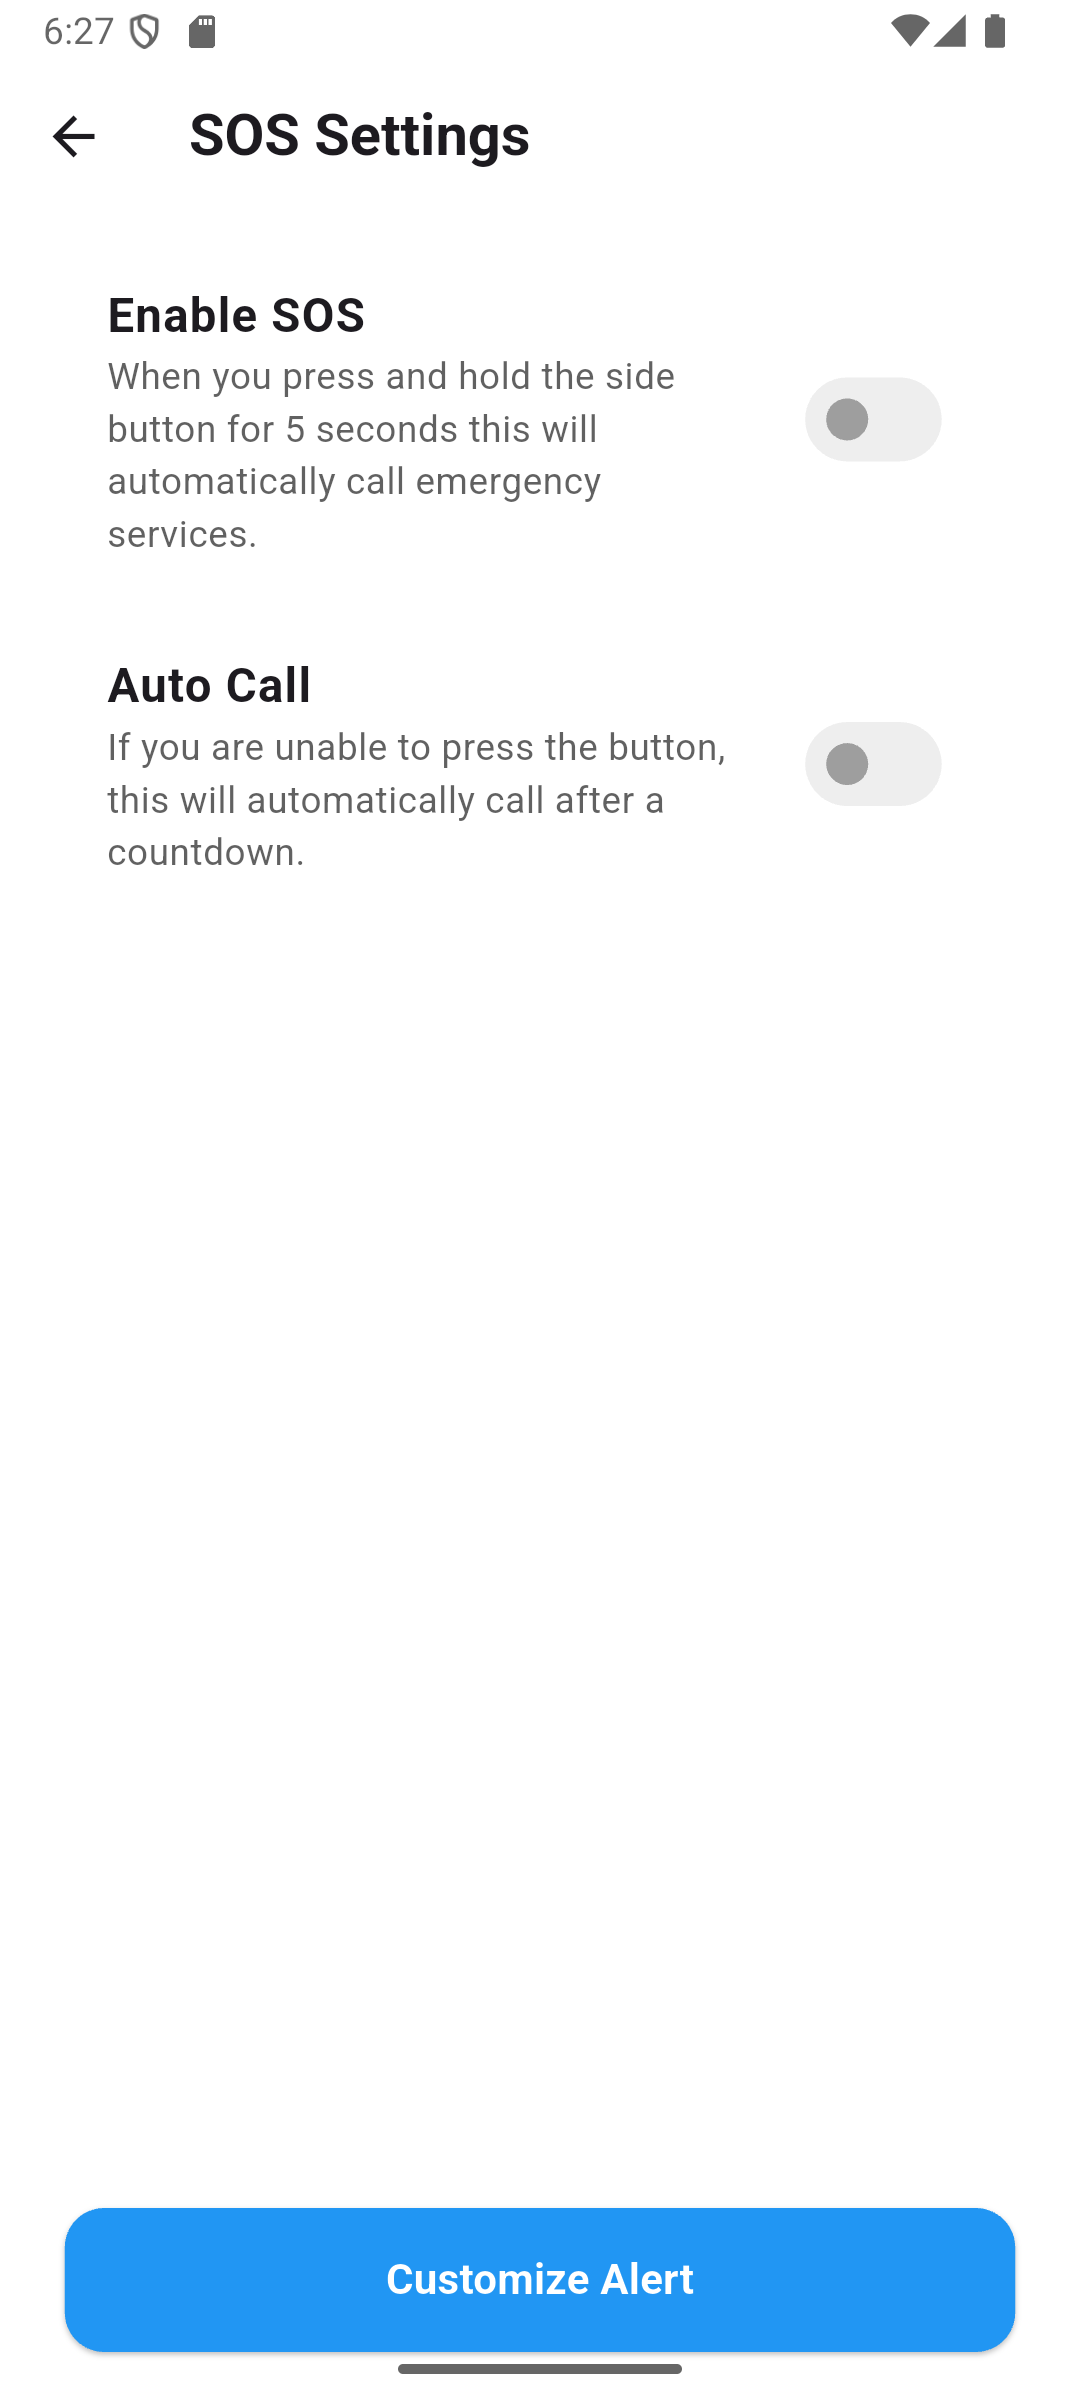 6:27
SOS Settings
Enable SOS
When you press and hold the side
button for 5 seconds this will
automatically call emergency
services.
Auto Call
If you are unable to press the button,
this will automatically call after a
countdown.
Customize Alert